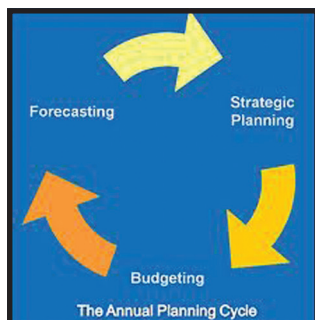 Forecasting
Strategic
Planning
Budgeting
The Annual Planning Cycle